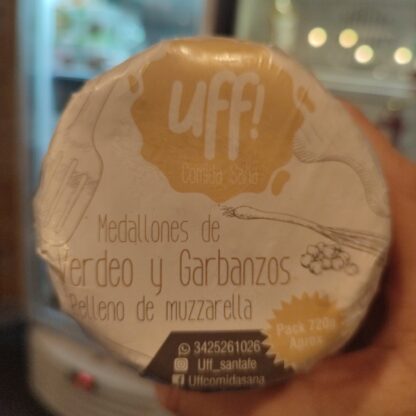 uff!
Comida Sana
Medallones de
Verdeo y Garbanzos
Relleno de muzzarella
Pack 720g
Aprox
3425261026
Uff_santafe
Uffcomidasana